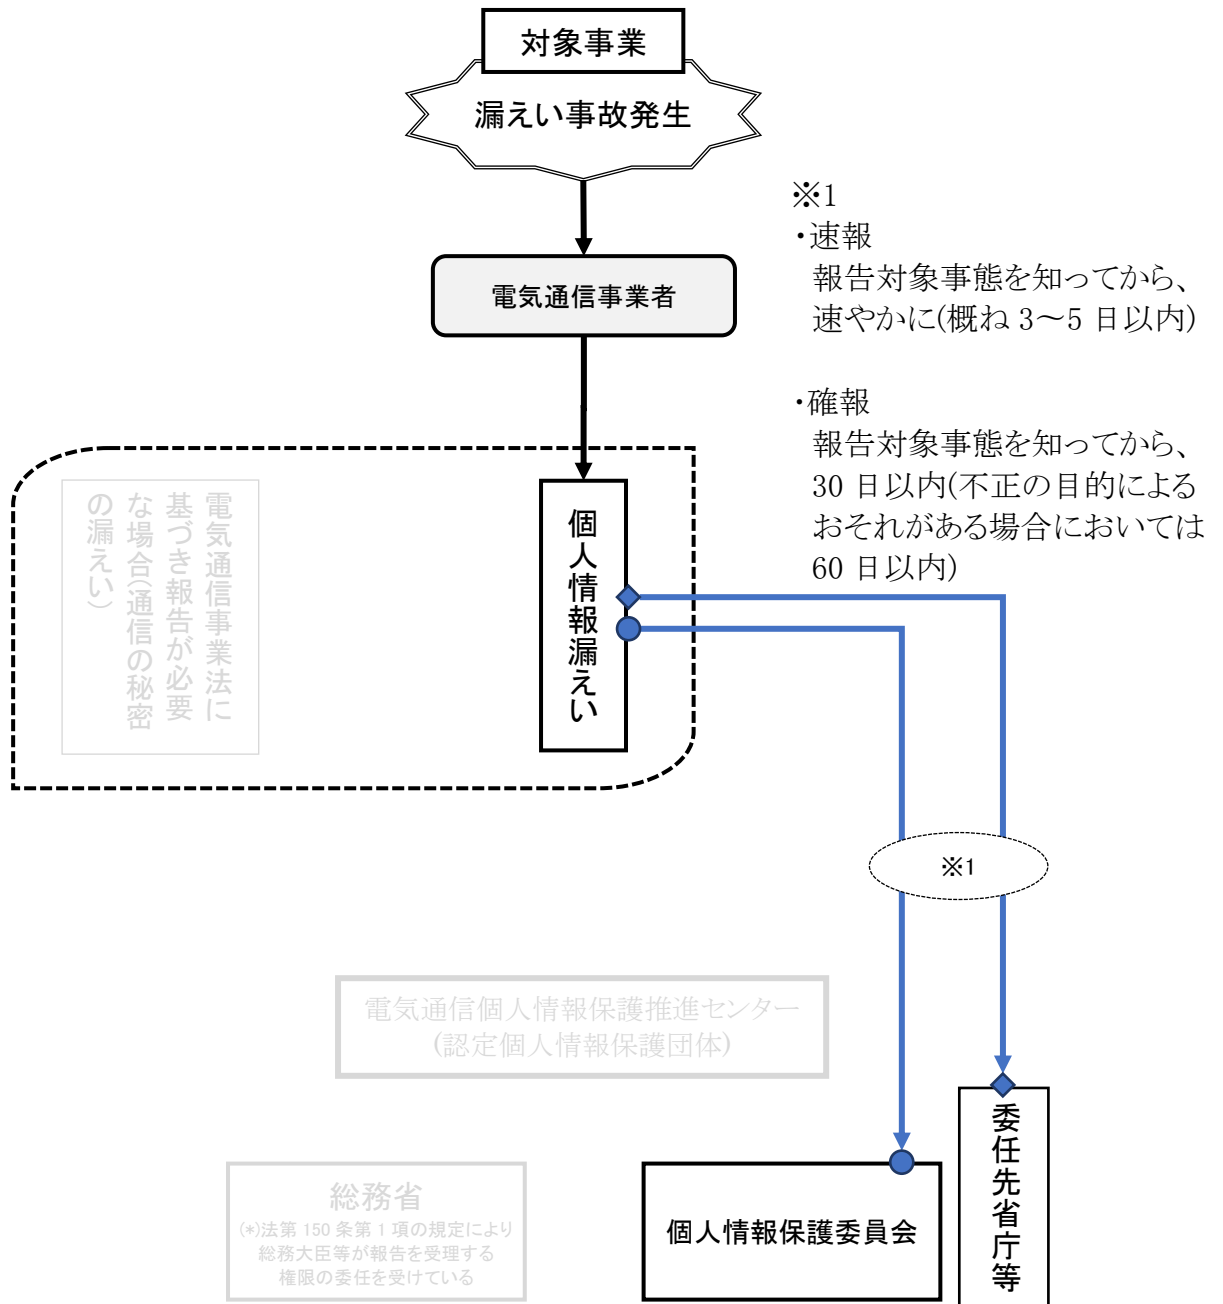 対象事業
漏えい事故発生
電気通信事業者
※1
・速報
報告対象事態を知ってから、
速やかに(概ね 3～5 日以内)
・確報
報告対象事態を知ってから、
30 日以内(不正の目的による
おそれがある場合においては
60 日以内)
電気通信事業法に
基づき報告が必要
な場合(通信の秘密
の漏えい)
個人情報漏えい
※1
電気通信個人情報保護推進センター
(認定個人情報保護団体)
総務省
(*)法第 150 条第 1 項の規定により
総務大臣等が報告を受理する
権限の委任を受けている
個人情報保護委員会
委任先省庁等